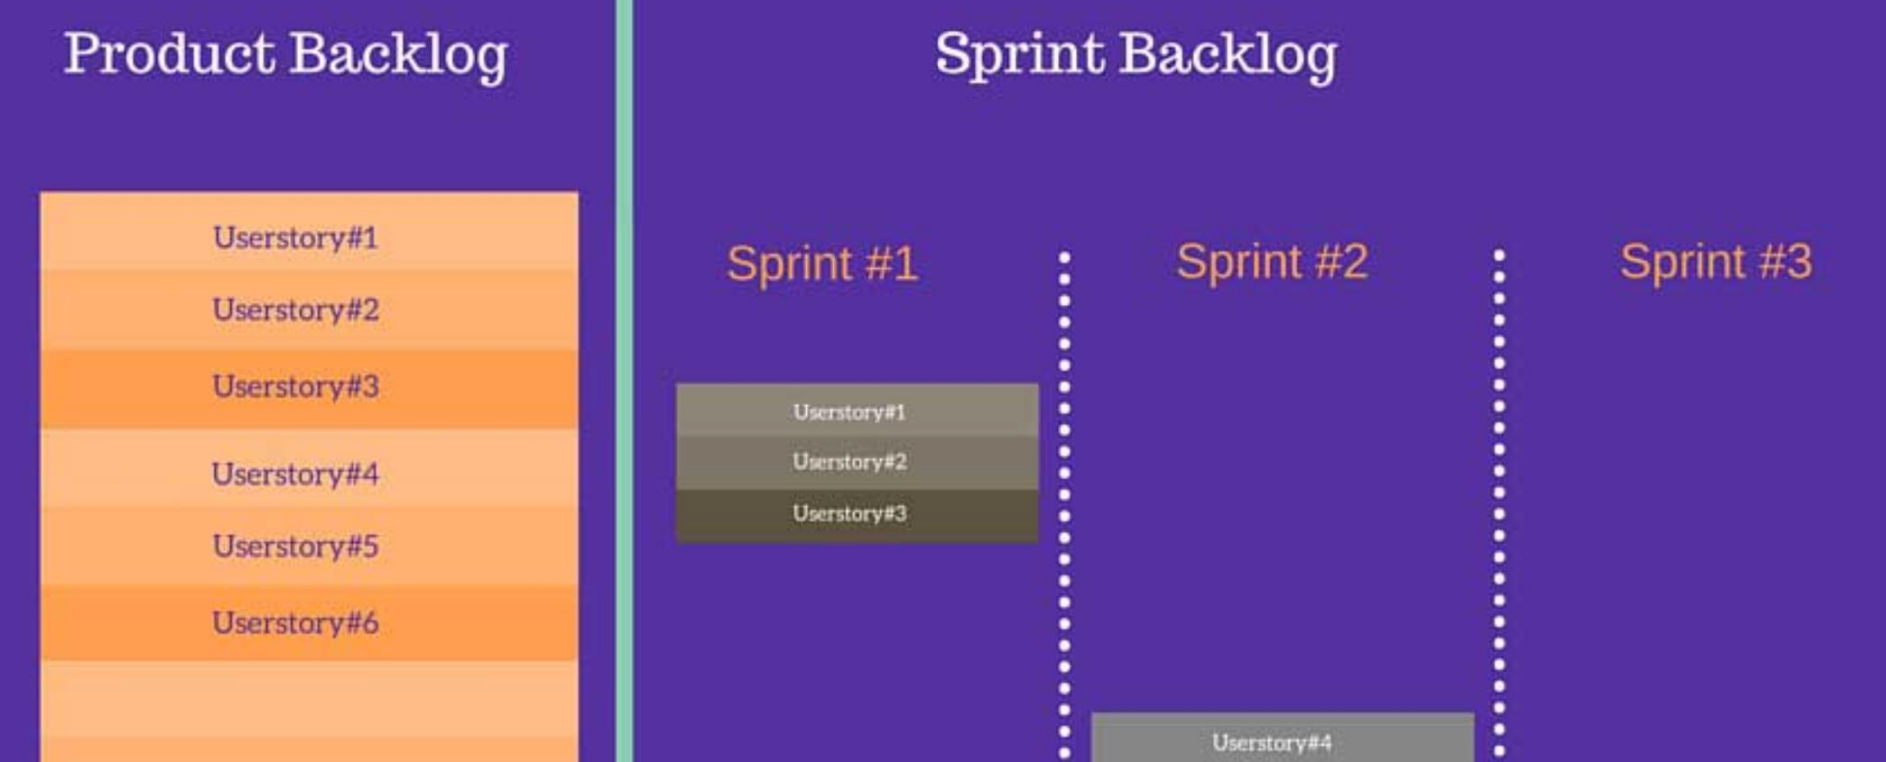 Product Backlog
Userstory#1
Userstory#2
Userstory#3
Userstory#4
Userstory#5
Userstory#6
Sprint Backlog
Sprint #1
Userstory#1
Userstory#2
Userstory#3
Sprint #2
Userstory#4
Sprint #3